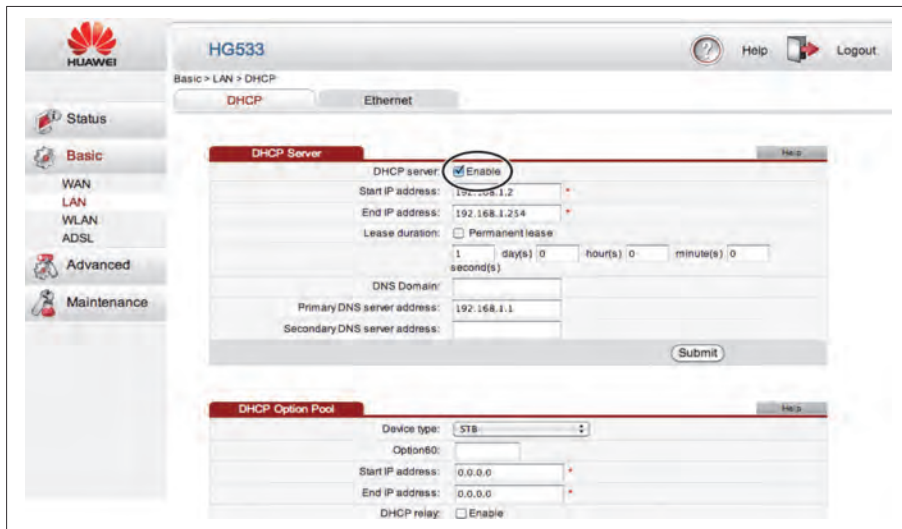 HUAWEI
HG533
Help
Logout
Basic > LAN > DHCP
DHCP
Ethernet
Status
Basic
WAN
LAN
WLAN
ADSL
Advanced
Maintenance
DHCP Server
Help
DHCP server: Enable
Start IP address: 192.168.1.2 *
End IP address: 192.168.1.254 *
Lease duration: Permanent lease
1 day(s) 0 hour(s) 0 minute(s) 0
second(s)
DNS Domain:
Primary DNS server address: 192.168.1.1
Secondary DNS server address:
Submit
DHCP Option Pool
Help
Device type: STB
Option60:
Start IP address: 0.0.0.0 *
End IP address: 0.0.0.0 *
DHCP relay: Enable